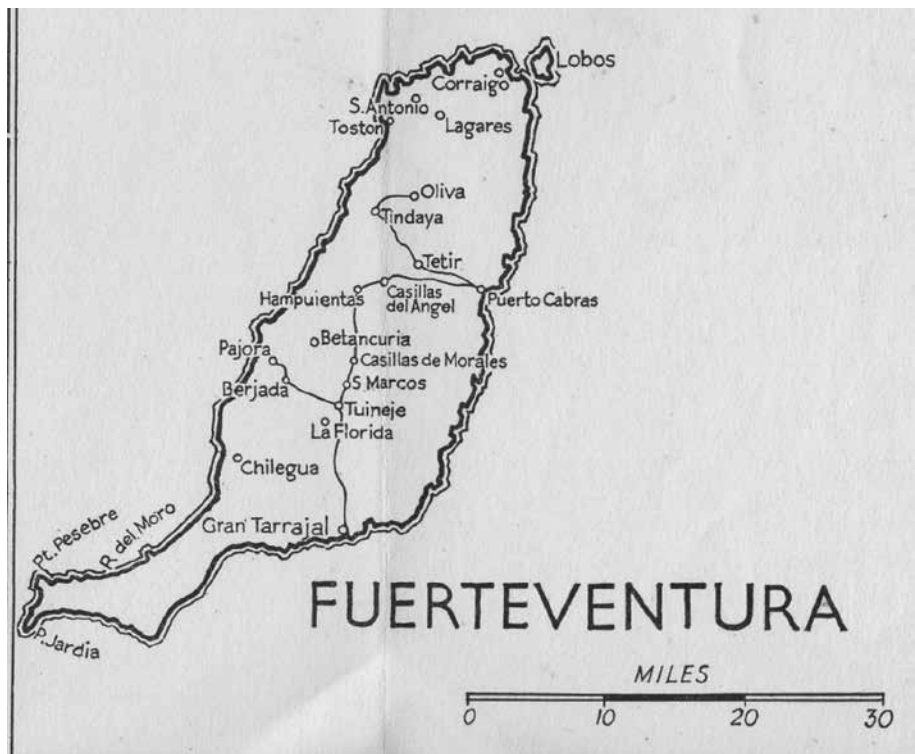 Lobos
Corraigo
S. Antonio
Toston
Lagares
Oliva
Tindaya
Tetir
Hampuientas
Casillas
del Angel
Puerto Cabras
Betancuria
Pajora
Casillas de Morales
Berjada
S Marcos
Tuineje
La Florida
Chilegua
Pt. Pesebre
R. del Moro
Gran Tarrajal
P. Jardia
FUERTEVENTURA
MILES
0 10 20 30